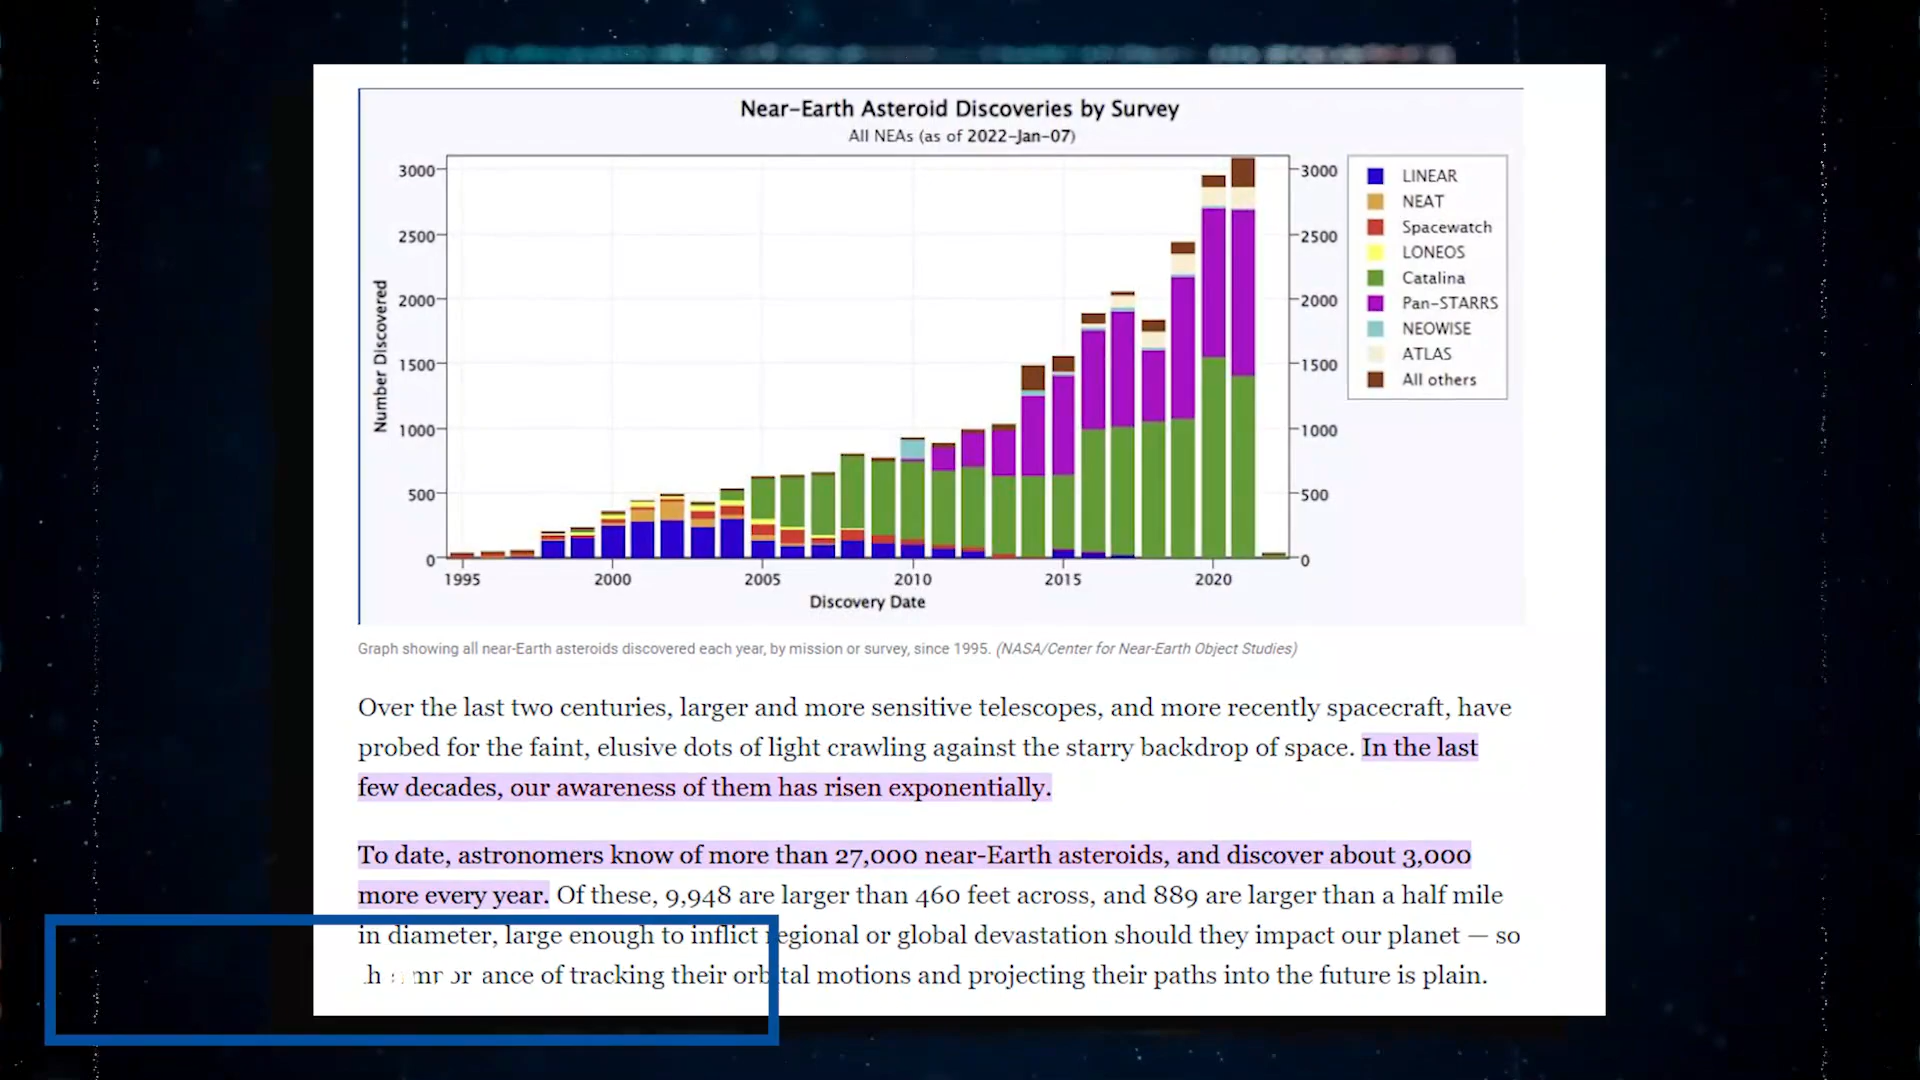 Near-Earth Asteroid Discoveries by Survey
All NEAs (as of 2022-Jan-07)
Number Discovered
3000
2500
2000
1500
1000
500
0
3000
2500
2000
1500
1000
500
0
1995
2000
2005
2010
2015
2020
Discovery Date
LINEAR
NEAT
Spacewatch
LONEOS
Catalina
Pan-STARRS
NEOWISE
ATLAS
All others
Graph showing all near-Earth asteroids discovered each year, by mission or survey, since 1995. (NASA/Center for Near-Earth Object Studies)
Over the last two centuries, larger and more sensitive telescopes, and more recently spacecraft, have
probed for the faint, elusive dots of light crawling against the starry backdrop of space. In the last
few decades, our awareness of them has risen exponentially.
To date, astronomers know of more than 27,000 near-Earth asteroids, and discover about 3,000
more every year. Of these, 9,948 are larger than 460 feet across, and 889 are larger than a half mile
in diameter, large enough to inflict regional or global devastation should they impact our planet — so
of tracking their orbital motions and projecting their paths into the future is plain.